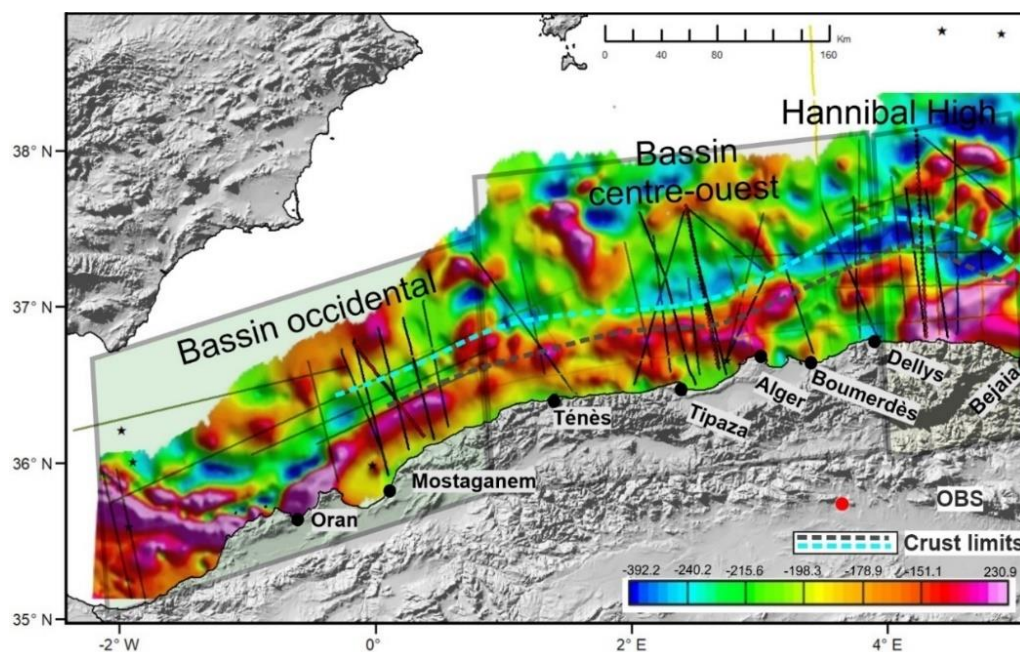 0 40 80 160
Km
Hannibal High
38° N
Bassin
centre-ouest
Bassin occidental
37° N
Dellys
Alger
Boumerdès
Bejaia
Ténès
Tipaza
36° N
Mostaganem
OBS
Oran
Crust limits
-392.2 -240.2 -215.6 -198.3 -178.9 -151.1 230.9
35° N
-2° W 0° 2° E 4° E